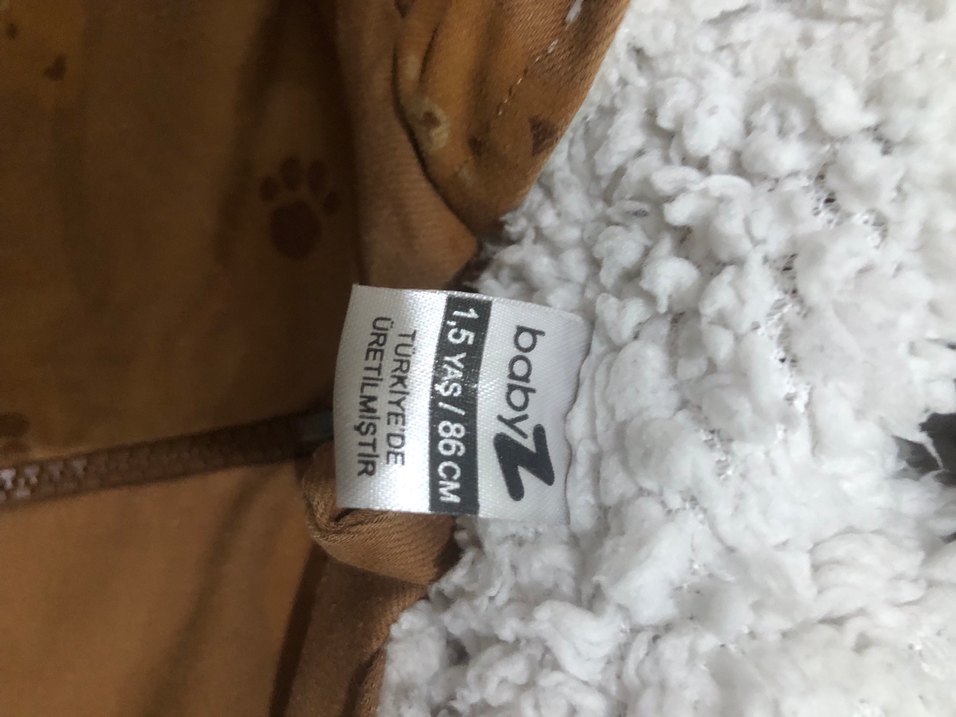 babyZ
1,5 YAŞ / 86 CM
TÜRKİYE'DE
ÜRETİLMİŞTİR